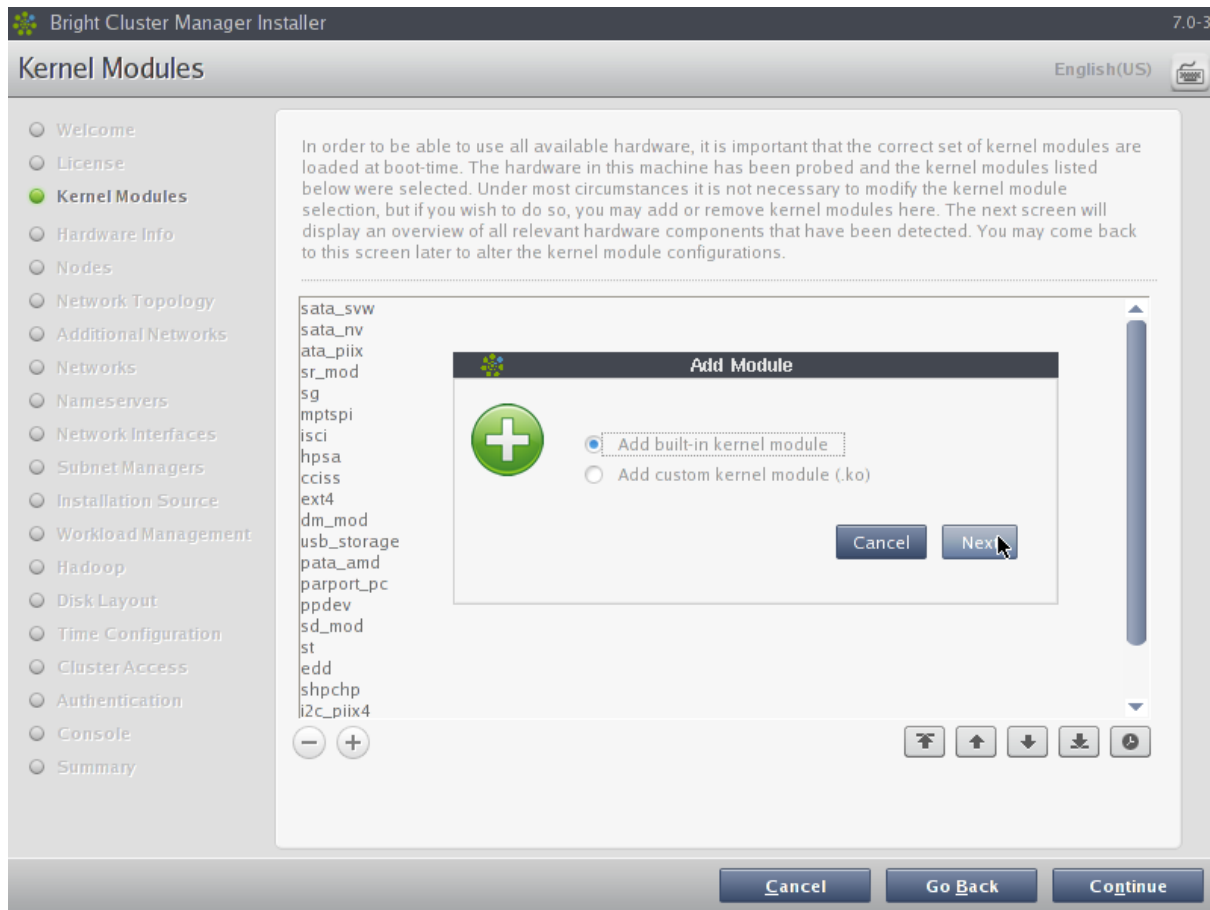 Bright Cluster Manager Installer
7.0-3
Kernel Modules
English(US)
Welcome
License
Kernel Modules
Hardware Info
Nodes
Network Topology
Additional Networks
Networks
Nameservers
Network Interfaces
Subnet Managers
Installation Source
Workload Management
Hadoop
Disk Layout
Time Configuration
Cluster Access
Authentication
Console
Summary
In order to be able to use all available hardware, it is important that the correct set of kernel modules are
loaded at boot-time. The hardware in this machine has been probed and the kernel modules listed
below were selected. Under most circumstances it is not necessary to modify the kernel module
selection, but if you wish to do so, you may add or remove kernel modules here. The next screen will
display an overview of all relevant hardware components that have been detected. You may come back
to this screen later to alter the kernel module configurations.
sata_svw
sata_nv
ata_piix
sr_mod
sg
mptspi
isci
hpsa
cciss
ext4
dm_mod
usb_storage
pata_amd
parport_pc
ppdev
sd_mod
st
edd
shpchp
i2c_piix4
Add Module
Add built-in kernel module
Add custom kernel module (.ko)
Cancel
Next
Cancel
Go Back
Continue